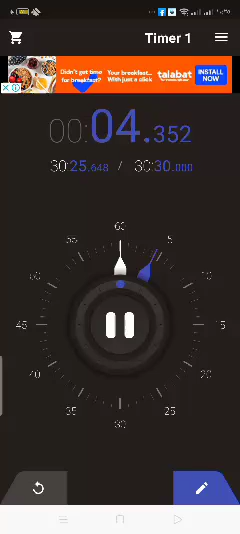 Timer 1
Didn't get time for breakfast?
Your breakfast...
With just a click
talabat
INSTALL NOW
00:04.352
30:25.648 / 30:30.000
60
55
5
50
10
45
15
40
20
35
25
30